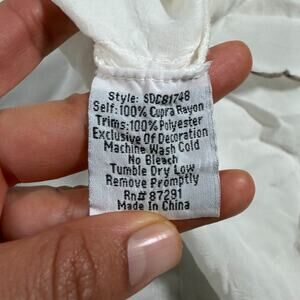 Style: SDC81748
Self:100% Cupra Rayon
Trims:100% Polyester
Exclusive Of Decoration
Machine Wash Cold
No Bleach
Tumble Dry Low
Remove Promptly
Rn# 87291
Made In China